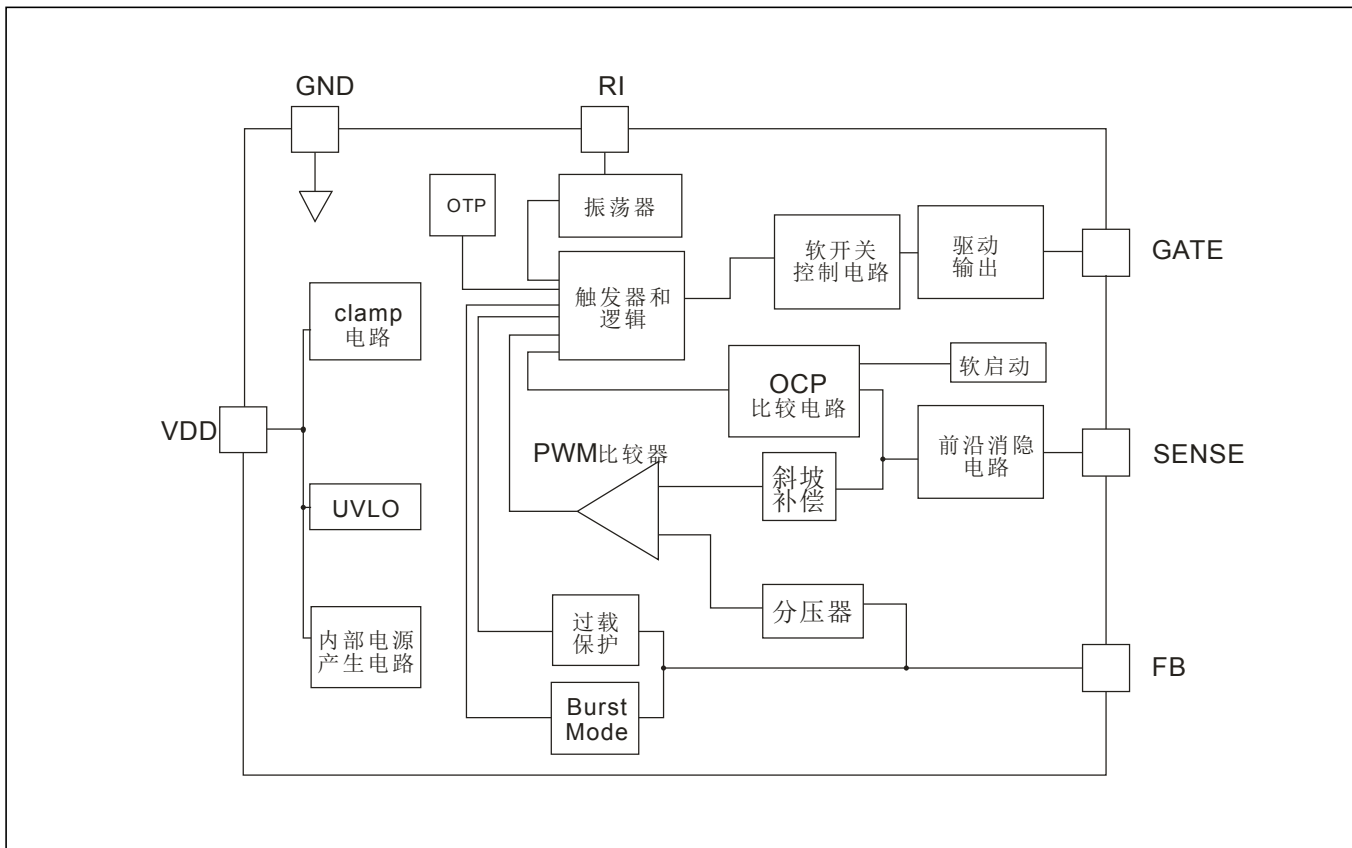 GND
RI
OTP
振荡器
软开关
控制电路
驱动
输出
GATE
触发器和
逻辑
clamp
电路
OCP
比较电路
软启动
VDD
前沿消隐
电路
SENSE
PWM比较器
斜坡
补偿
UVLO
分压器
过载
保护
内部电源
产生电路
FB
Burst
Mode